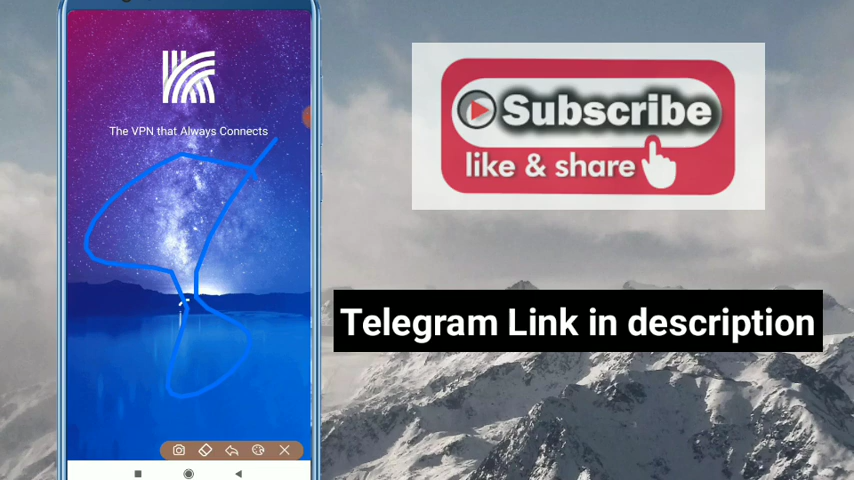 The VPN that Always Connects
Subscribe
like & share
Telegram Link in description